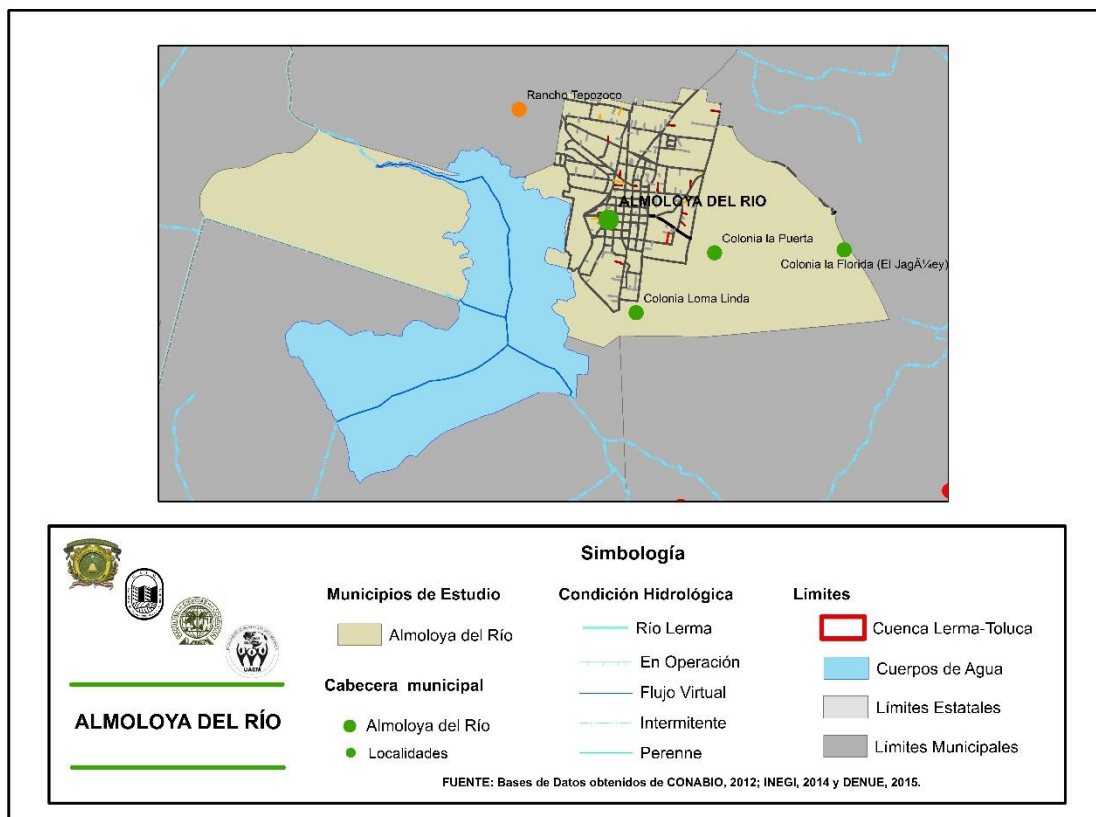 Rancho Tepozoco
ALMOLOYA DEL RIO
Colonia la Puerta
Colonia la Florida (El JagÃ¼ey)
Colonia Loma Linda
Simbología
Municipios de Estudio
Almoloya del Río
Cabecera municipal
Almoloya del Río
Localidades
Condición Hidrológica
Río Lerma
En Operación
Flujo Virtual
Intermitente
Perenne
Límites
Cuenca Lerma-Toluca
Cuerpos de Agua
Límites Estatales
Límites Municipales
UAEM
ALMOLOYA DEL RÍO
FUENTE: Bases de Datos obtenidos de CONABIO, 2012; INEGI, 2014 y DENUE, 2015.